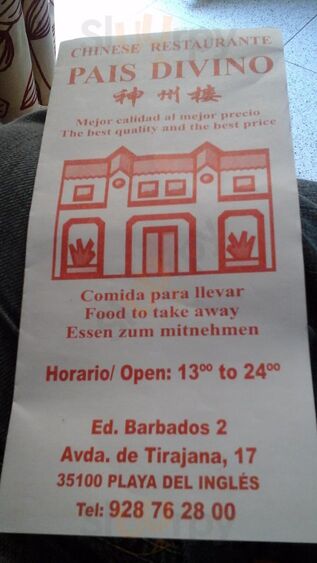 CHINESE RESTAURANTE
PAIS DIVINO
神州楼
Mejor calidad al mejor precio
The best quality and the best price
Comida para llevar
Food to take away
Essen zum mitnehmen
Horario/ Open: 13⁰⁰ to 24⁰⁰
Ed. Barbados 2
Avda. de Tirajana, 17
35100 PLAYA DEL INGLÉS
Tel: 928 76 28 00